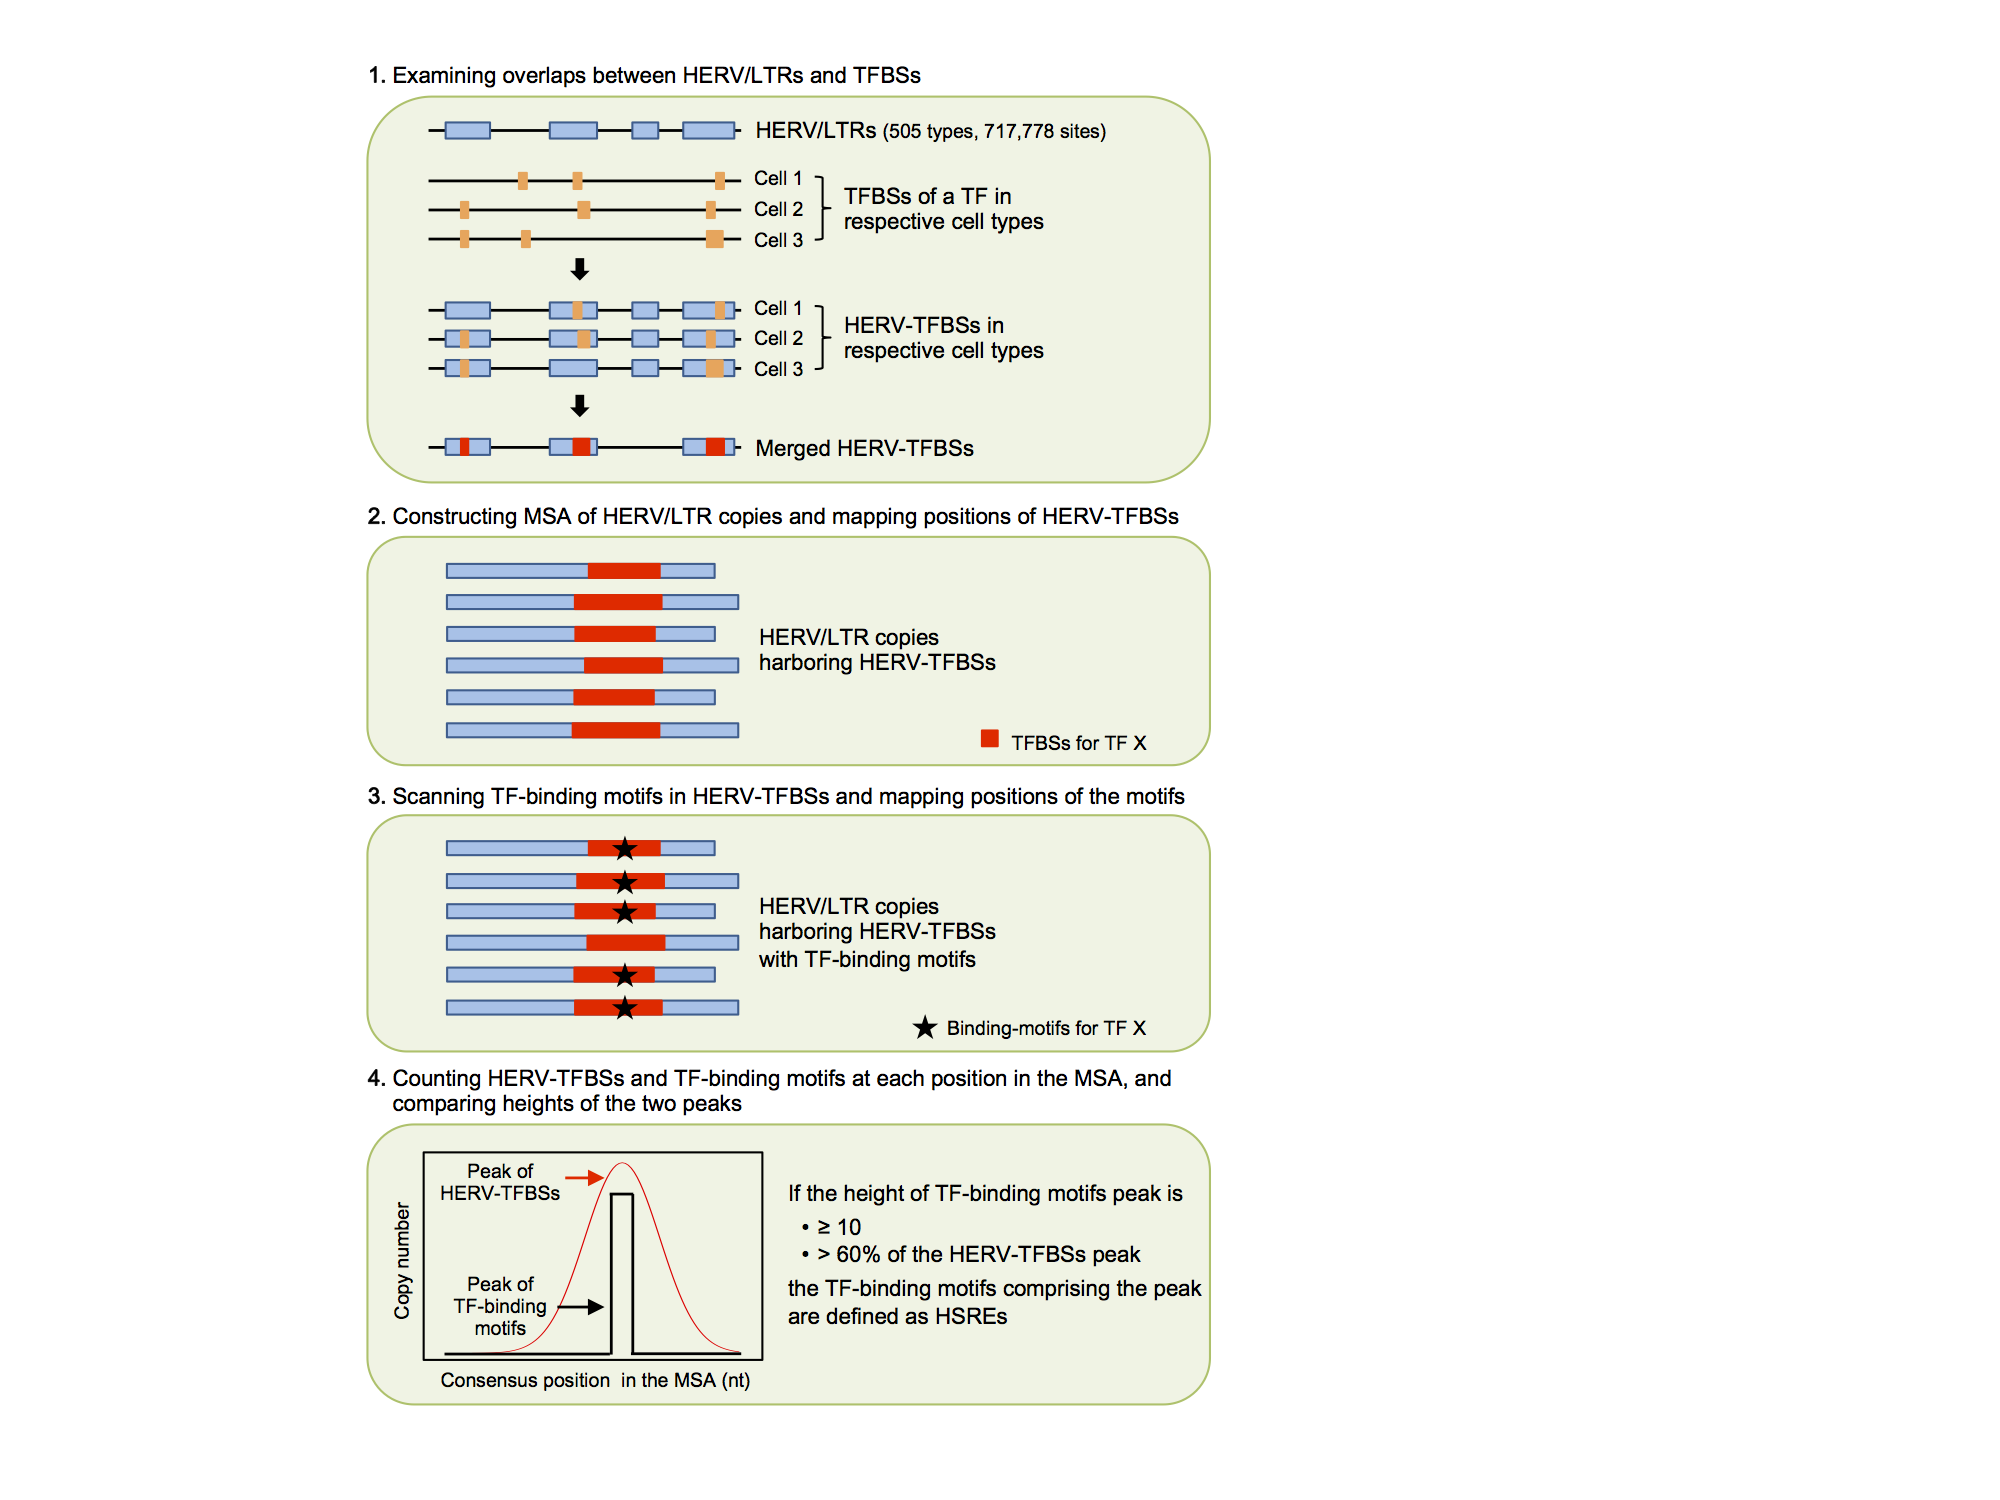 1. Examining overlaps between HERV/LTRs and TFBSs
HERV/LTRs (505 types, 717,778 sites)
Cell 1
Cell 2
Cell 3
TFBSs of a TF in
respective cell types
Cell 1
Cell 2
Cell 3
HERV-TFBSs in
respective cell types
Merged HERV-TFBSs
2. Constructing MSA of HERV/LTR copies and mapping positions of HERV-TFBSs
HERV/LTR copies
harboring HERV-TFBSs
TFBSs for TF X
3. Scanning TF-binding motifs in HERV-TFBSs and mapping positions of the motifs
HERV/LTR copies
harboring HERV-TFBSs
with TF-binding motifs
Binding-motifs for TF X
4. Counting HERV-TFBSs and TF-binding motifs at each position in the MSA, and
comparing heights of the two peaks
Copy number
Peak of
HERV-TFBSs
Peak of
TF-binding
motifs
Consensus position in the MSA (nt)
If the height of TF-binding motifs peak is
• ≥ 10
• > 60% of the HERV-TFBSs peak
the TF-binding motifs comprising the peak
are defined as HSREs